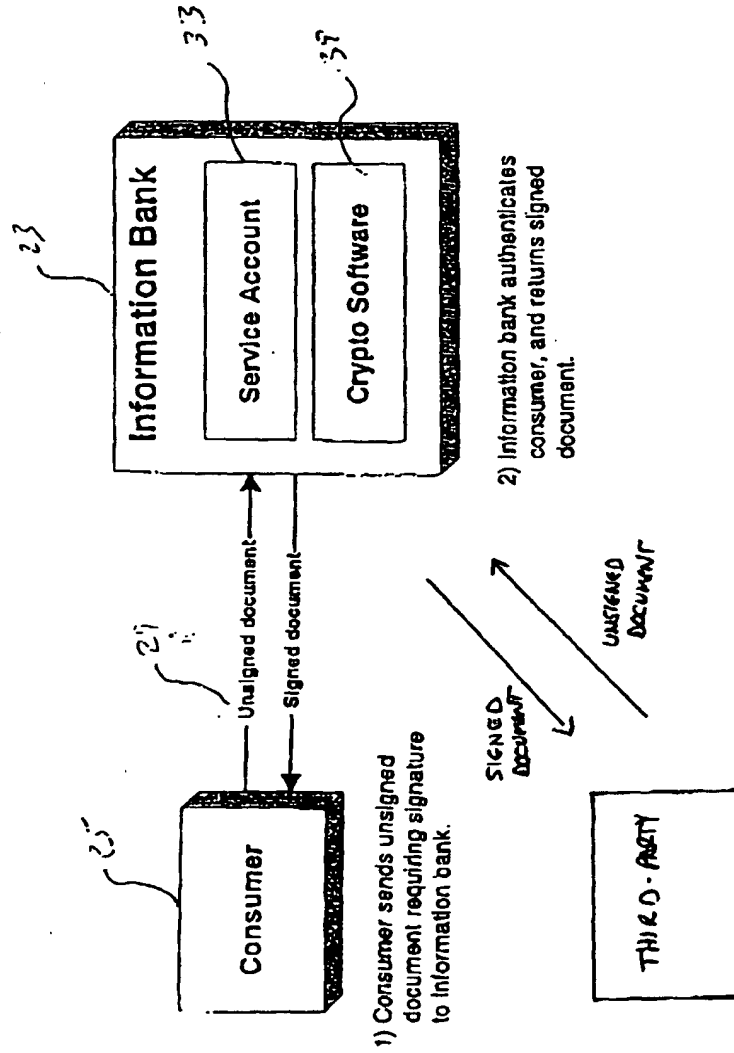 23
Information Bank
33
Service Account
Crypto Software
25
Consumer
Unsigned document
Signed document
1) Consumer sends unsigned
document requiring signature
to information bank.
2) Information bank authenticates
consumer, and returns signed
document.
SIGNED
DOCUMENT
UNSIGNED
DOCUMENT
THIRD-PARTY